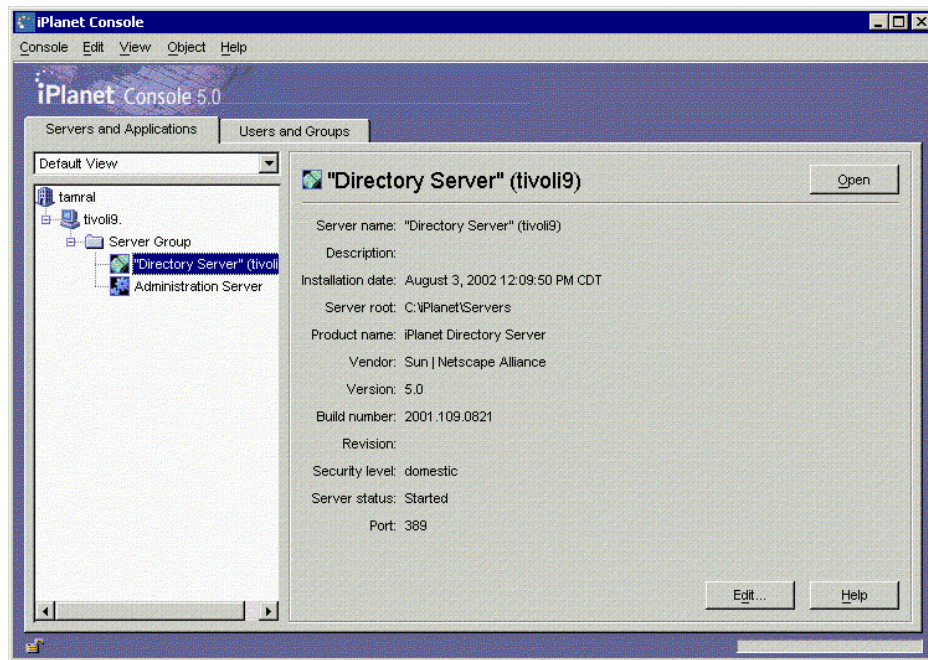 iPlanet Console
Console Edit View Object Help
iPlanet Console 5.0
Servers and Applications
Users and Groups
Default View
tamral
tivoli9.
Server Group
"Directory Server" (tivoli
Administration Server
"Directory Server" (tivoli9)
Open
Server name: "Directory Server" (tivoli9)
Description:
Installation date: August 3, 2002 12:09:50 PM CDT
Server root: C:\iPlanet\Servers
Product name: iPlanet Directory Server
Vendor: Sun | Netscape Alliance
Version: 5.0
Build number: 2001.109.0821
Revision:
Security level: domestic
Server status: Started
Port: 389
Edit...
Help